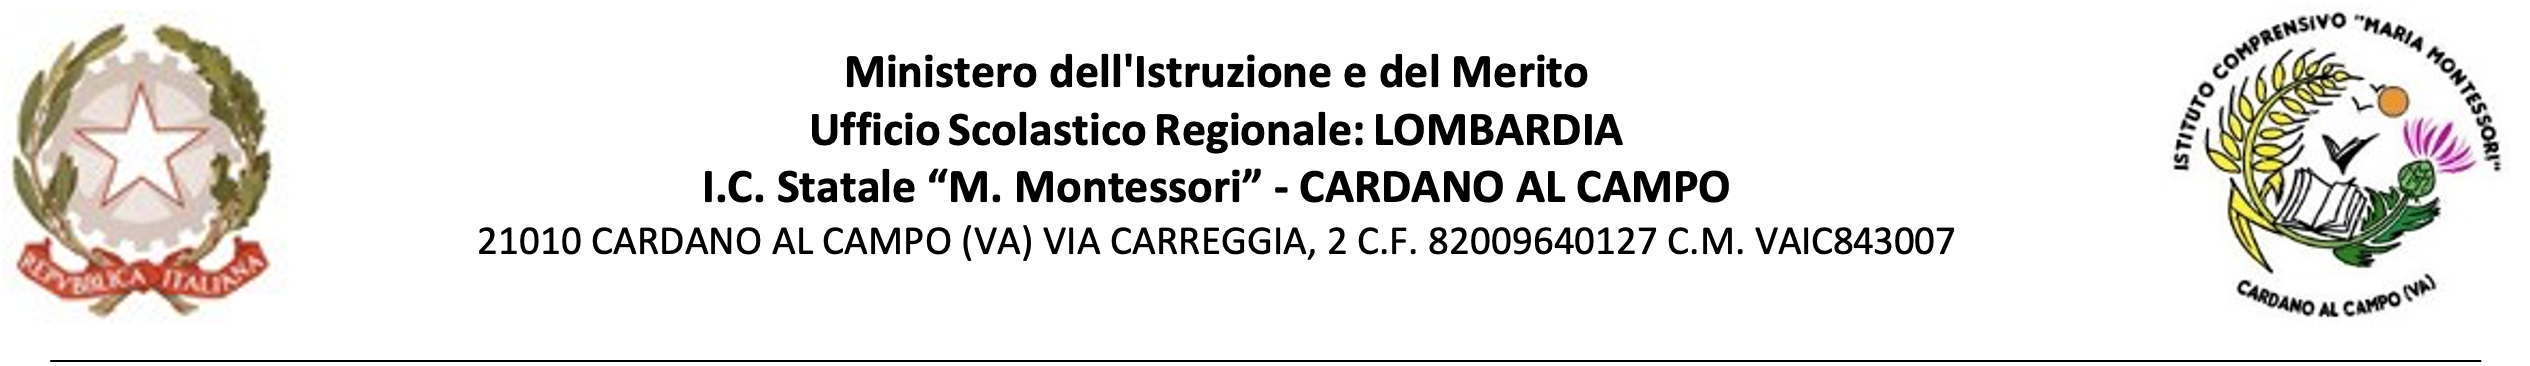 Ministero dell'Istruzione e del Merito
Ufficio Scolastico Regionale: LOMBARDIA
I.C. Statale “M. Montessori” - CARDANO AL CAMPO
21010 CARDANO AL CAMPO (VA) VIA CARREGGIA, 2 C.F. 82009640127 C.M. VAIC843007
REPVBBLICA ITALIANA
ISTITUTO COMPRENSIVO "MARIA MONTESSORI"
CARDANO AL CAMPO (VA)